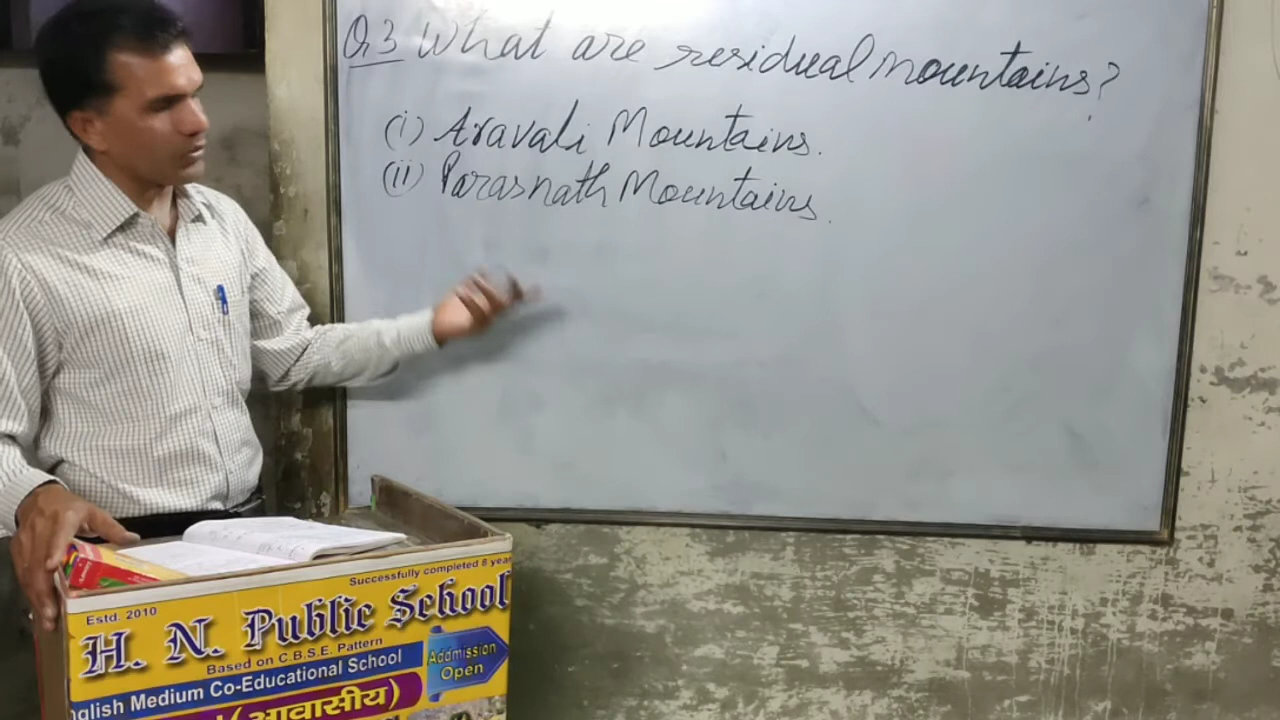 Q.3 What are residual mountains?
(i) Aravali Mountains.
(ii) Parasnath Mountains.
Successfully completed 8 year
Estd. 2010
H. N. Public School
Based on C.B.S.E. Pattern
nglish Medium Co-Educational School
Addmission
Open
(आवासीय)